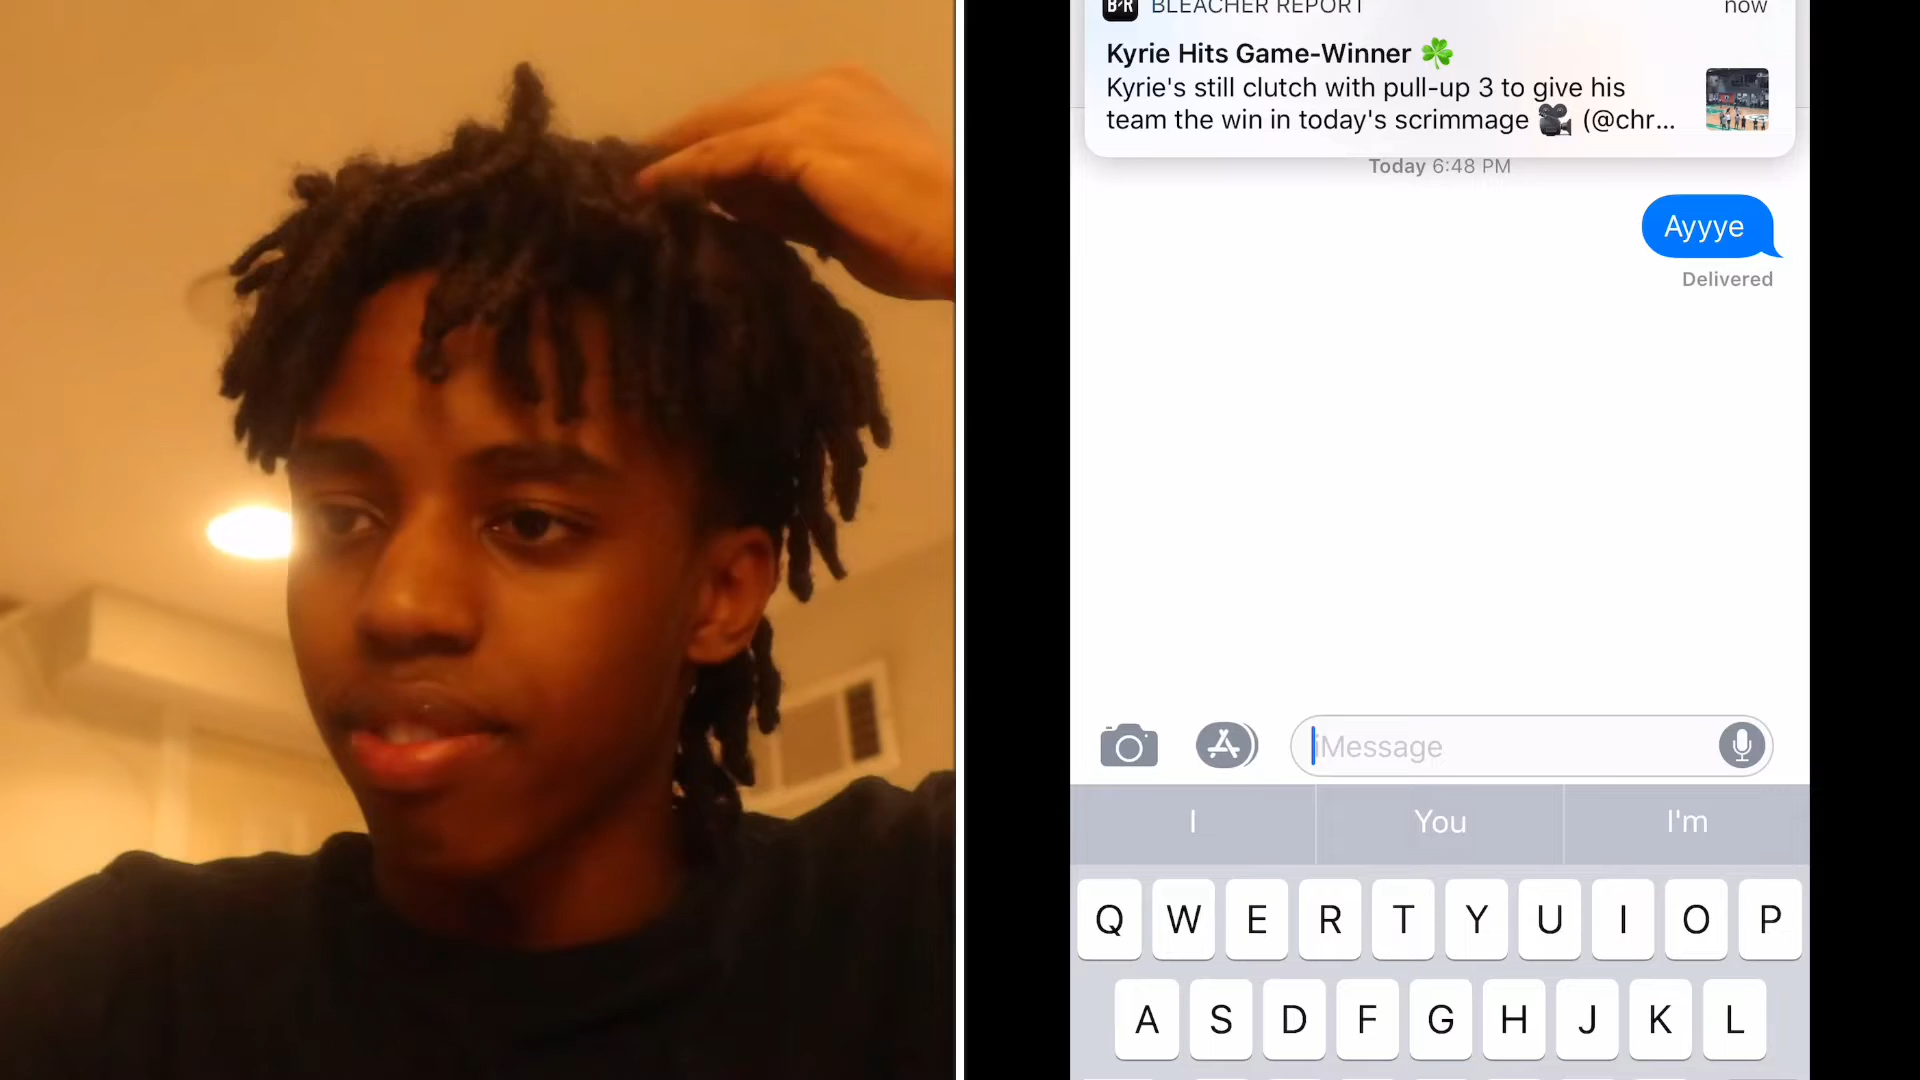 B/R BLEACHER REPORT now
Kyrie Hits Game-Winner ☘️
Kyrie's still clutch with pull-up 3 to give his
team the win in today's scrimmage 🎥 (@chr...
Today 6:48 PM
Ayyye
Delivered
iMessage
I You I'm
Q W E R T Y U I O P
A S D F G H J K L